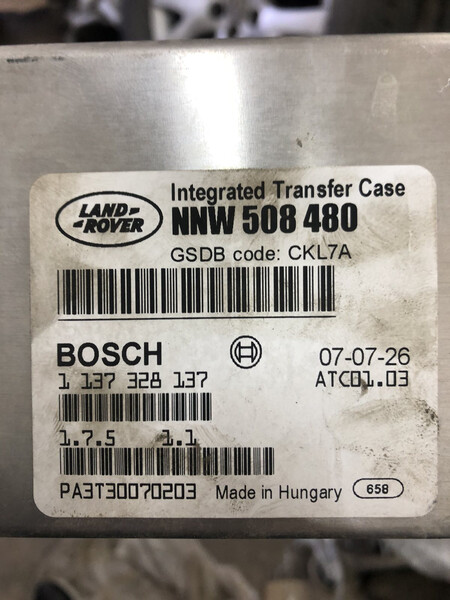 LAND-
-ROVER
Integrated Transfer Case
NNW 508 480
GSDB code: CKL7A
BOSCH
07-07-26
1 137 328 137
ATC01.03
1.7.5 1.1
PA3T30070203 Made in Hungary 658